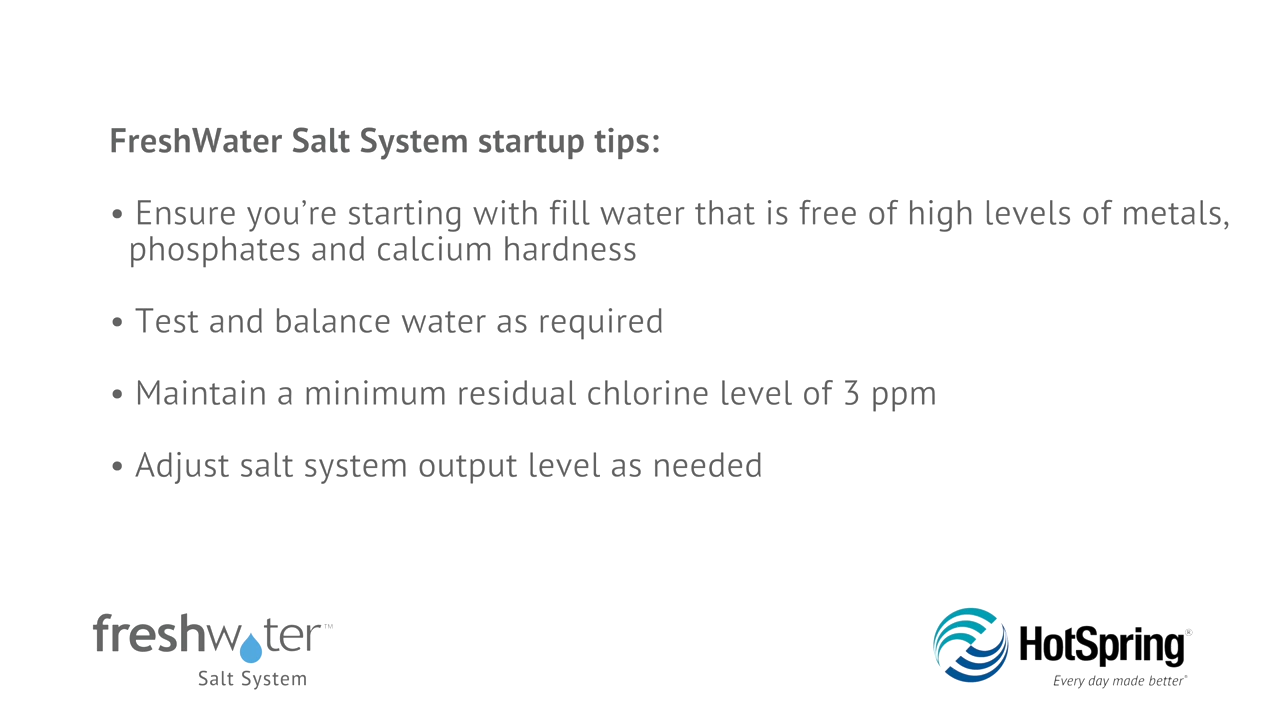 FreshWater Salt System startup tips:
• Ensure you’re starting with fill water that is free of high levels of metals,
phosphates and calcium hardness
• Test and balance water as required
• Maintain a minimum residual chlorine level of 3 ppm
• Adjust salt system output level as needed
freshwater™
Salt System
HotSpring®
Every day made better®